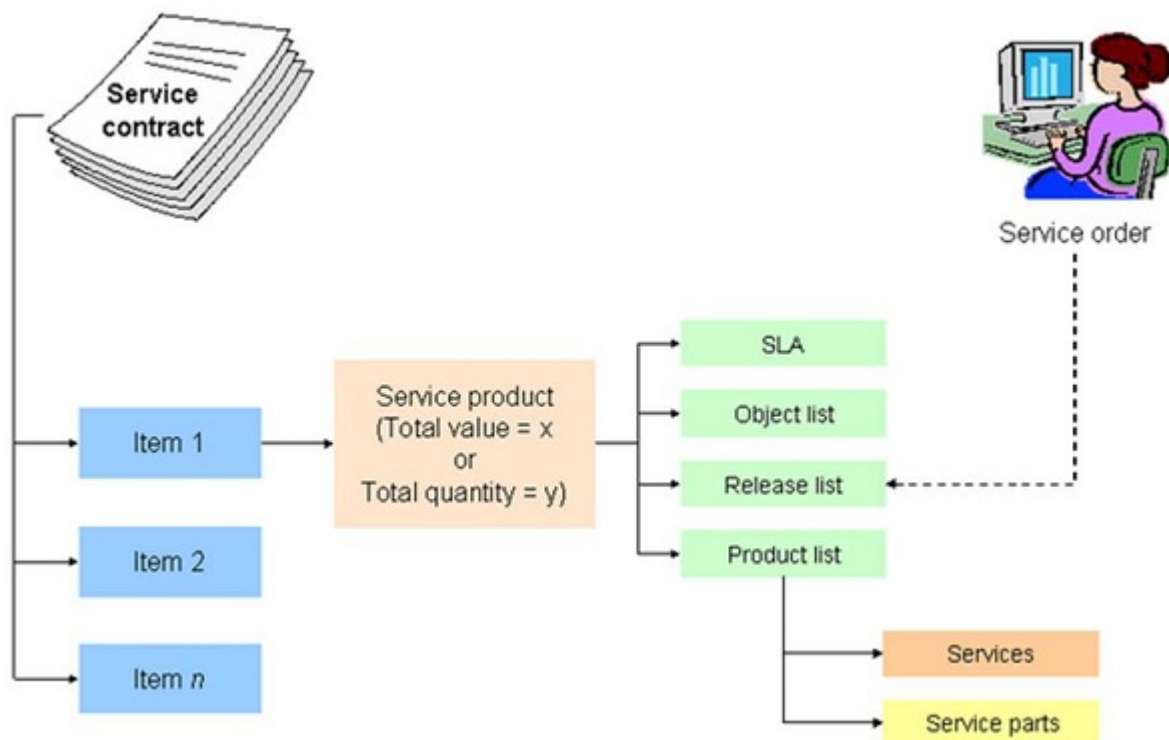 Service
contract
Service order
SLA
Service product
(Total value = x
or
Total quantity = y)
Item 1
Object list
Release list
Item 2
Product list
Item n
Services
Service parts